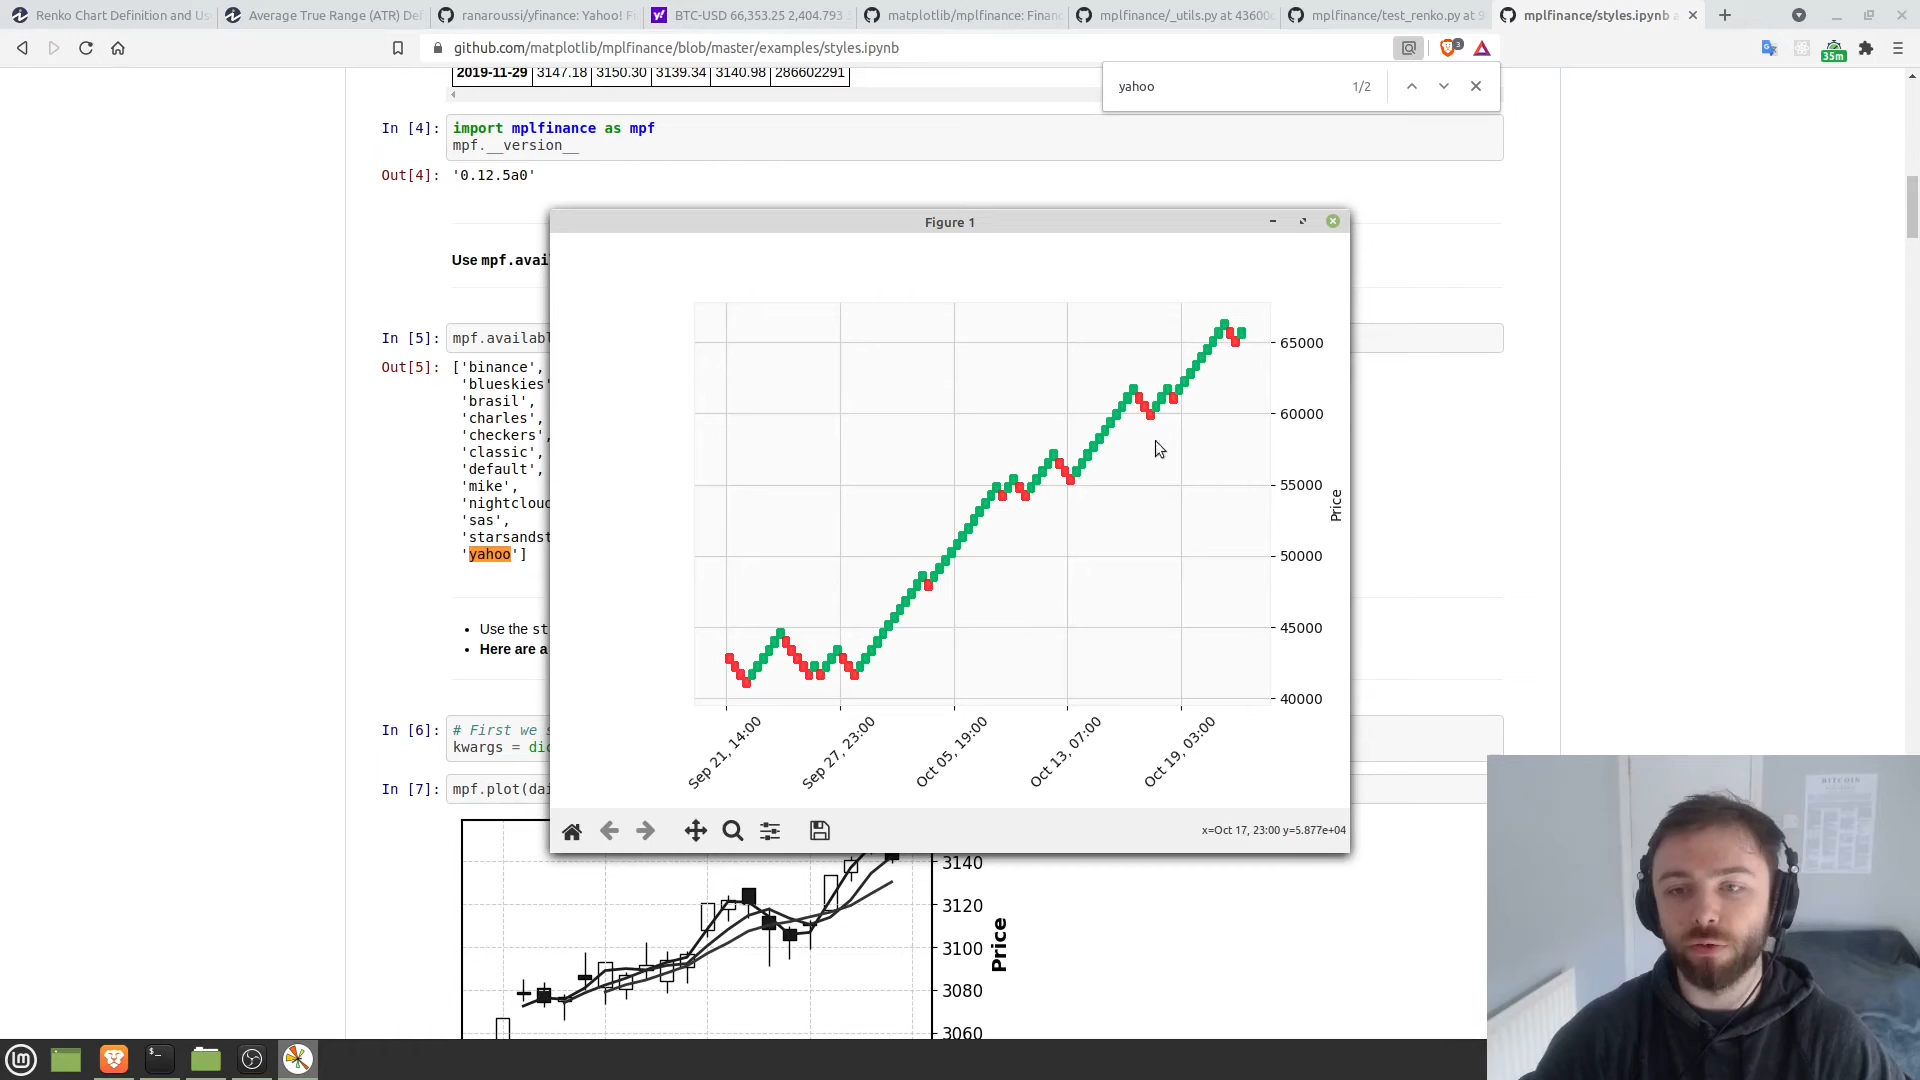 Renko Chart Definition and Us
Average True Range (ATR) De
ranaroussi/yfinance: Yahoo! F
BTC-USD 66,353.25 2,404.793
matplotlib/mplfinance: Financ
mplfinance/_utils.py at 43600
mplfinance/test_renko.py at 9
mplfinance/styles.ipynb
github.com/matplotlib/mplfinance/blob/master/examples/styles.ipynb
3
35m
yahoo
1/2
2019-11-29 3147.18 3150.30 3139.34 3140.98 286602291
In [4]: import mplfinance as mpf
mpf.__version__
Out[4]: '0.12.5a0'
Use mpf.avai
In [5]: mpf.availabl
Out[5]: ['binance',
'blueskies'
'brasil',
'charles',
'checkers',
'classic',
'default',
'mike',
'nightclou
'sas',
'starsandst
'yahoo']
Use the st
Here are a
In [6]: # First we s
kwargs = dic
In [7]: mpf.plot(dai
Figure 1
65000
60000
55000
50000
45000
40000
Price
Sep 21, 14:00
Sep 27, 23:00
Oct 05, 19:00
Oct 13, 07:00
Oct 19, 03:00
x=Oct 17, 23:00 y=5.877e+04
3140
3120
3100
3080
3060
Price
BITCOIN